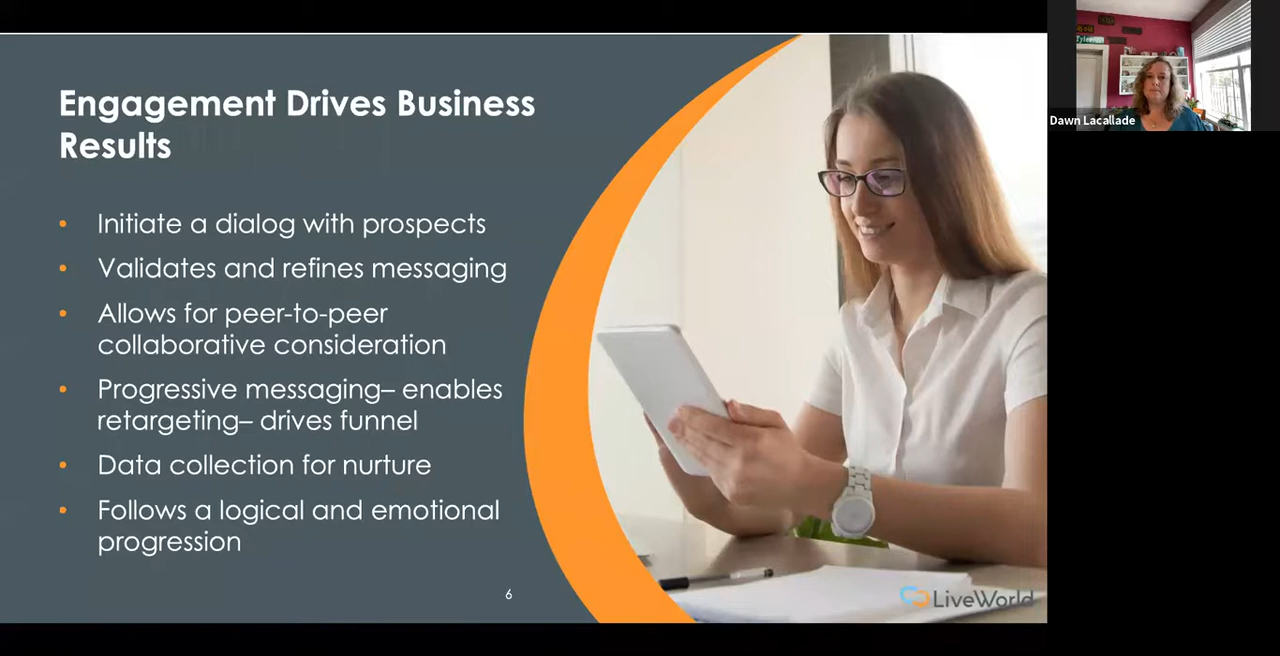 Engagement Drives Business
Results
• Initiate a dialog with prospects
• Validates and refines messaging
• Allows for peer-to-peer
collaborative consideration
• Progressive messaging– enables
retargeting– drives funnel
• Data collection for nurture
• Follows a logical and emotional
progression
6
LiveWorld
Dawn Lacallade